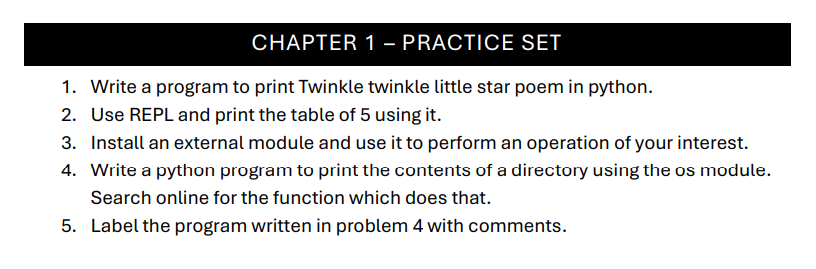 CHAPTER 1 – PRACTICE SET
1. Write a program to print Twinkle twinkle little star poem in python.
2. Use REPL and print the table of 5 using it.
3. Install an external module and use it to perform an operation of your interest.
4. Write a python program to print the contents of a directory using the os module.
Search online for the function which does that.
5. Label the program written in problem 4 with comments.